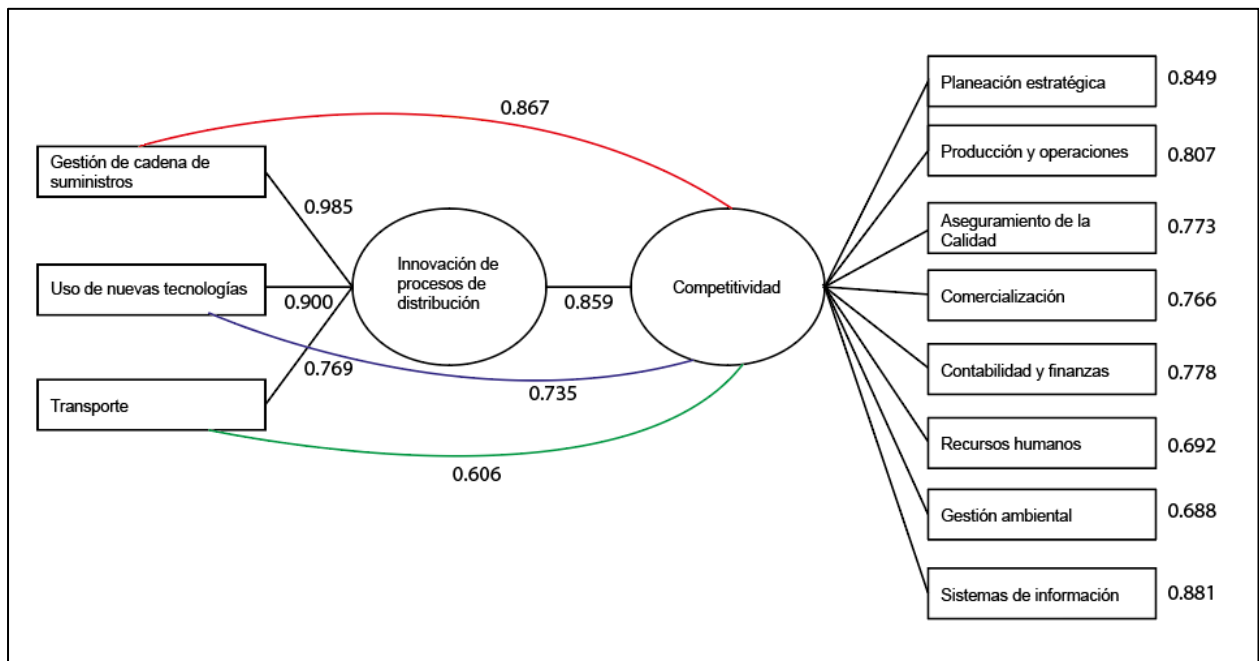 0.867
Gestión de cadena de
suministros
0.985
Uso de nuevas tecnologías
0.900
Transporte
0.769
Innovación de
procesos de
distribución
0.859
Competitividad
0.735
0.606
Planeación estratégica
0.849
Producción y operaciones
0.807
Aseguramiento de la
Calidad
0.773
Comercialización
0.766
Contabilidad y finanzas
0.778
Recursos humanos
0.692
Gestión ambiental
0.688
Sistemas de información
0.881